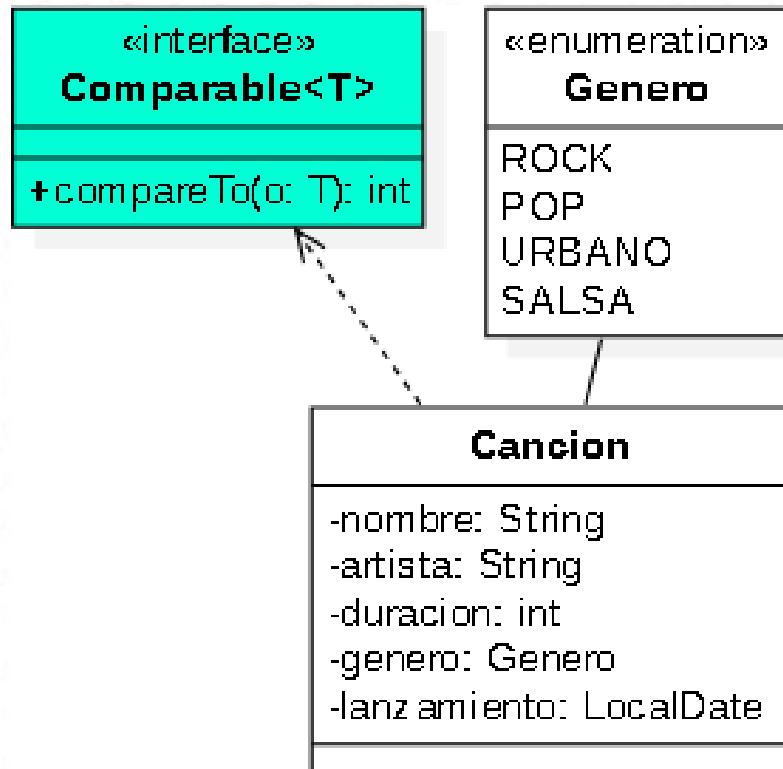 «interface»
Comparable<T>
+compareTo(o: T): int
«enumeration»
Genero
ROCK
POP
URBANO
SALSA
Cancion
-nombre: String
-artista: String
-duracion: int
-genero: Genero
-lanzamiento: LocalDate